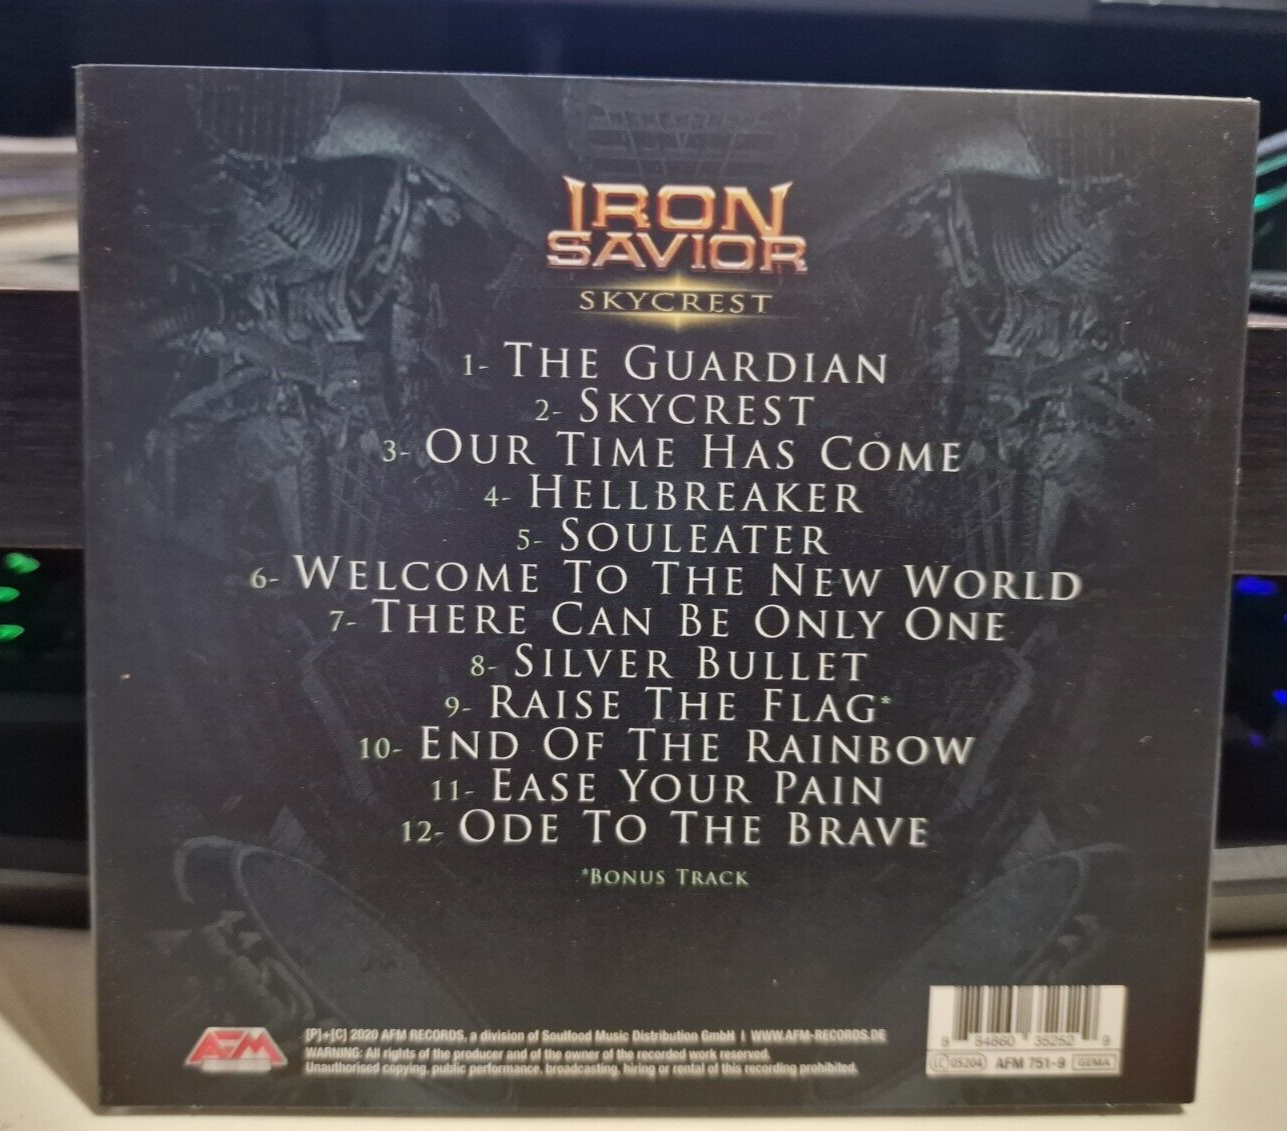 IRON
SAVIOR
SKYCREST
1- THE GUARDIAN
2- SKYCREST
3- OUR TIME HAS COME
4- HELLBREAKER
5- SOULEATER
6- WELCOME TO THE NEW WORLD
7- THERE CAN BE ONLY ONE
8- SILVER BULLET
9- RAISE THE FLAG*
10- END OF THE RAINBOW
11- EASE YOUR PAIN
12- ODE TO THE BRAVE
*BONUS TRACK
AFM
[P]+[C] 2020 AFM RECORDS, a division of Soulfood Music Distribution GmbH | WWW.AFM-RECORDS.DE
WARNING: All rights of the producer and of the owner of the recorded work reserved.
Unauthorised copying, public performance, broadcasting, hiring or rental of this recording prohibited.
8 84860 35252 9
LC 05204 AFM 751-9 GEMA